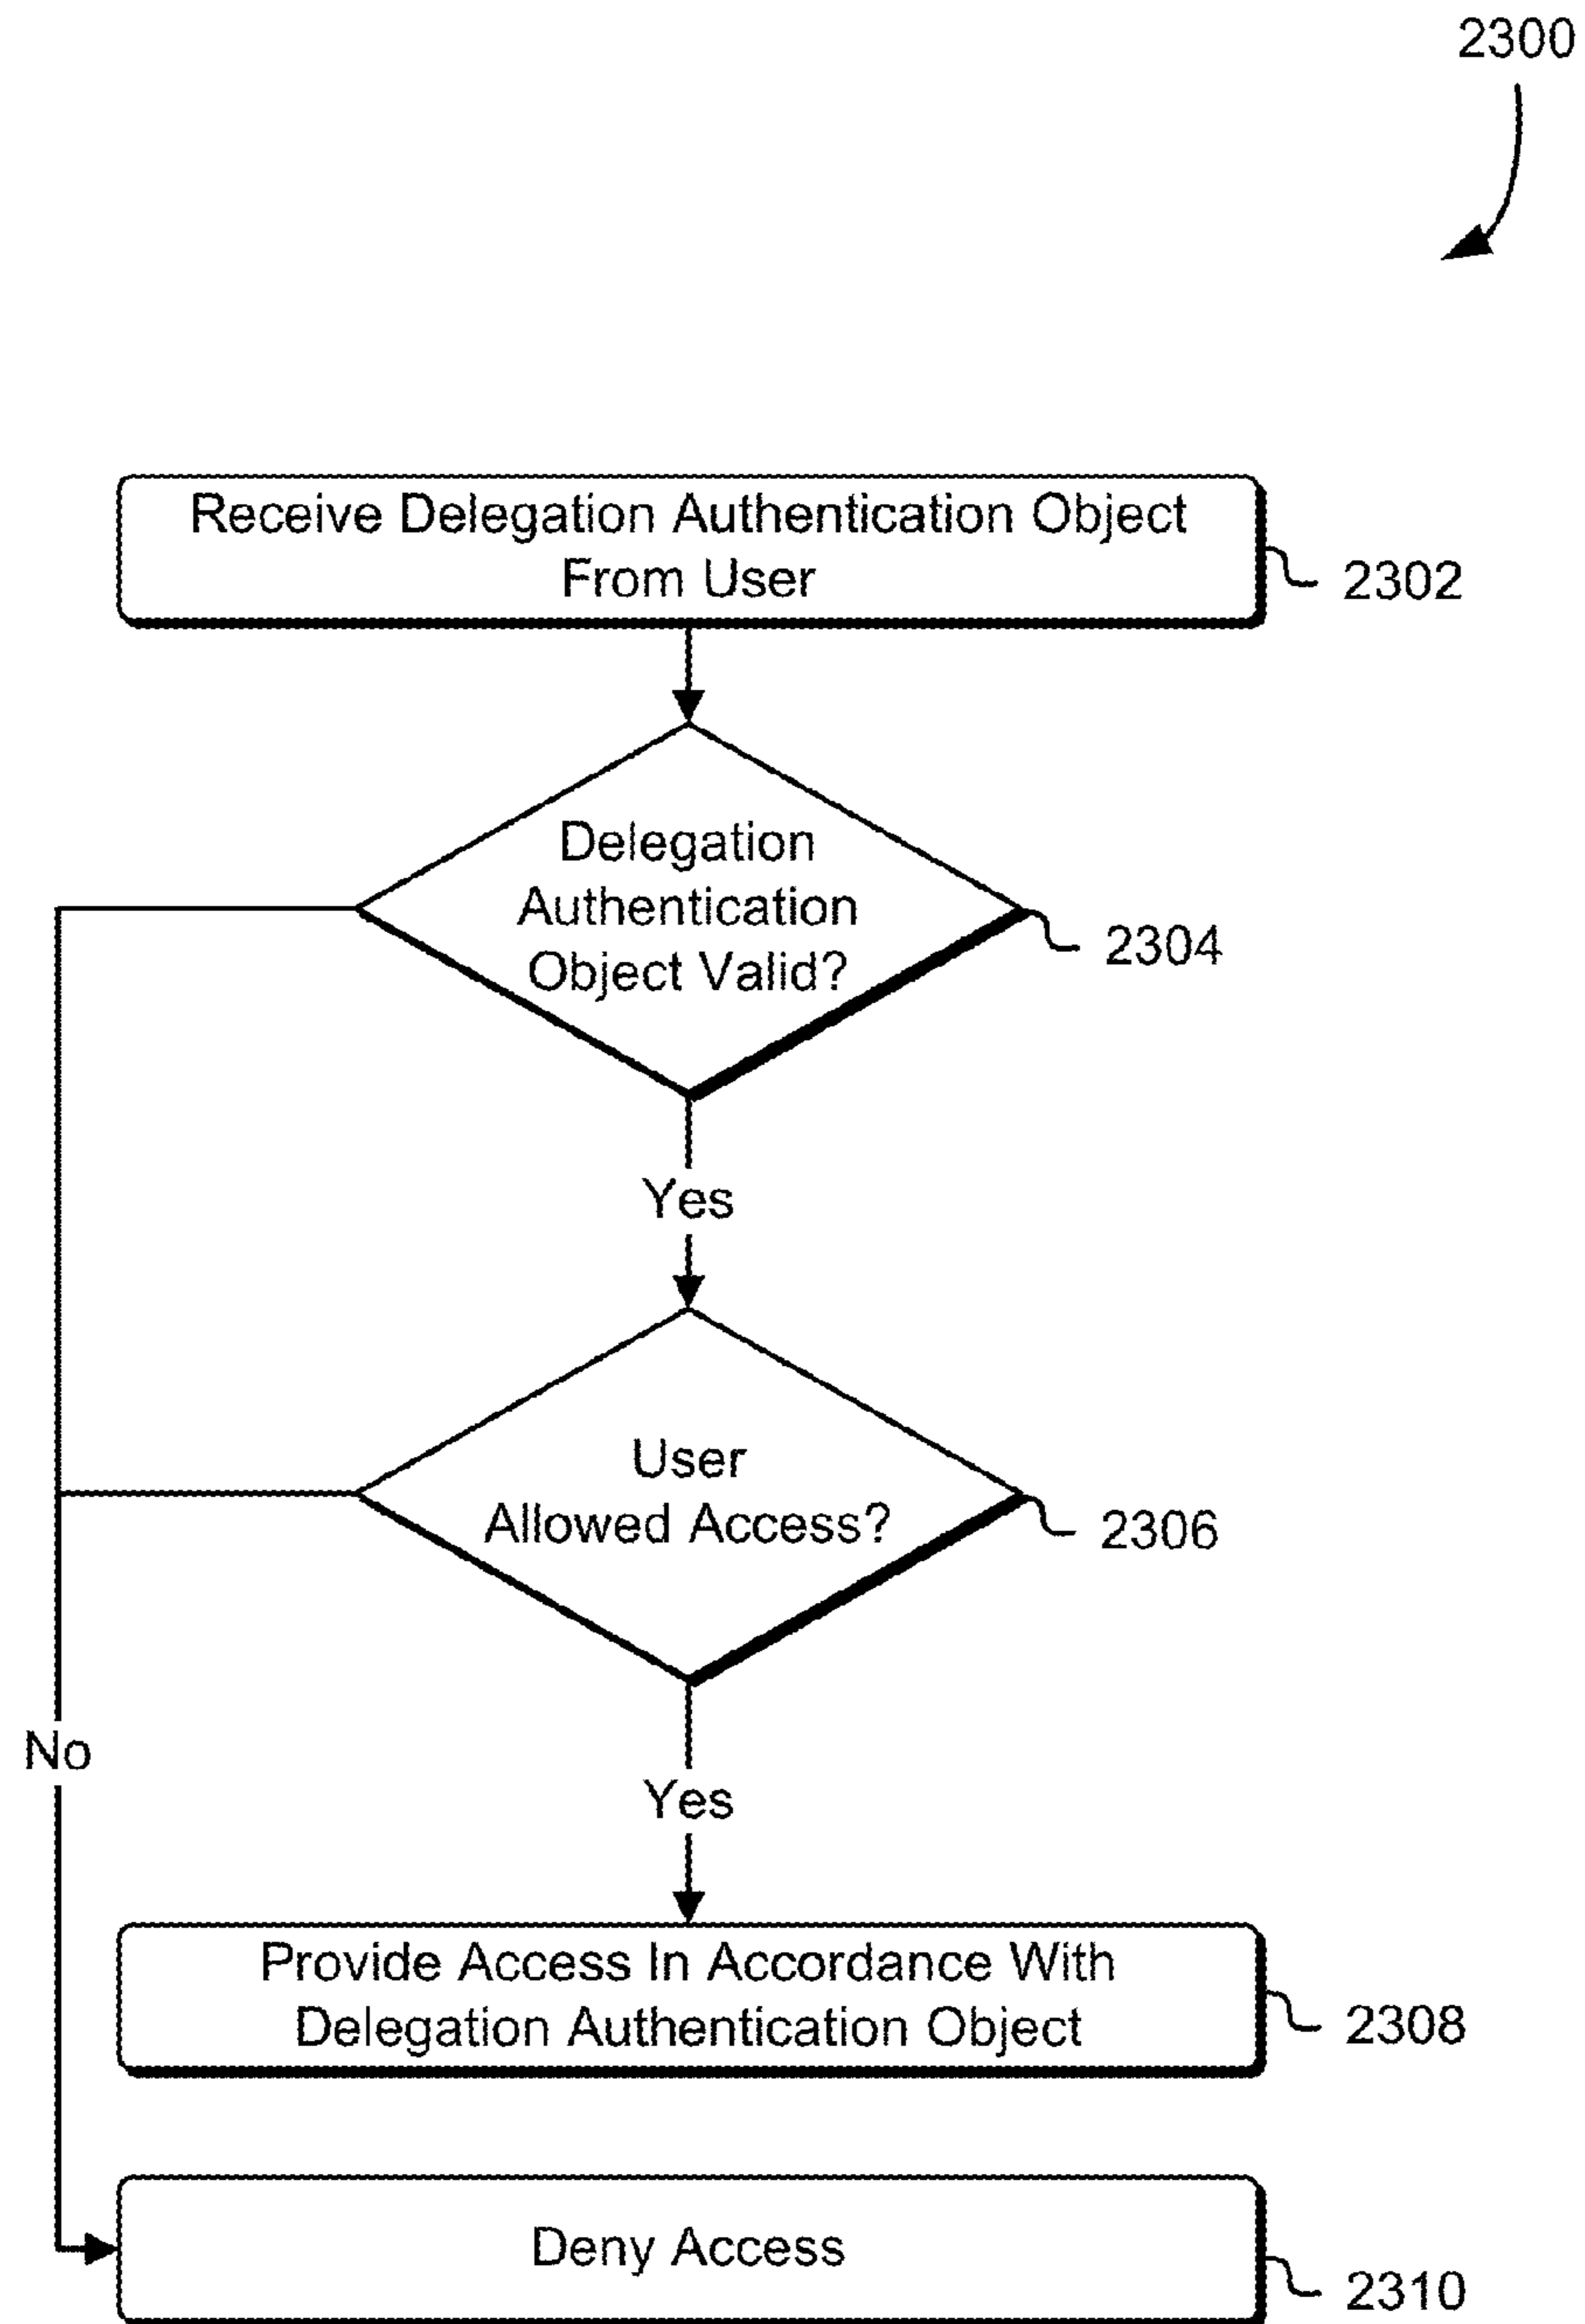 2300
Receive Delegation Authentication Object
From User
2302
Delegation
Authentication
Object Valid?
2304
Yes
User
Allowed Access?
2306
No
Yes
Provide Access In Accordance With
Delegation Authentication Object
2308
Deny Access
2310